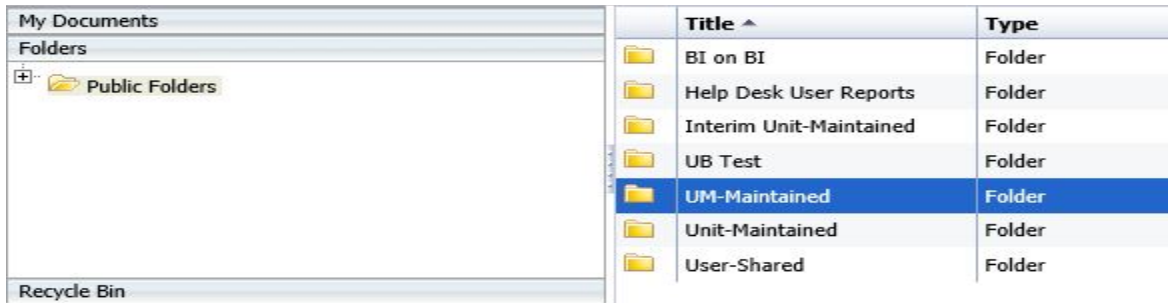 My Documents
Folders
Public Folders
Recycle Bin
Title Type
BI on BI Folder
Help Desk User Reports Folder
Interim Unit-Maintained Folder
UB Test Folder
UM-Maintained Folder
Unit-Maintained Folder
User-Shared Folder